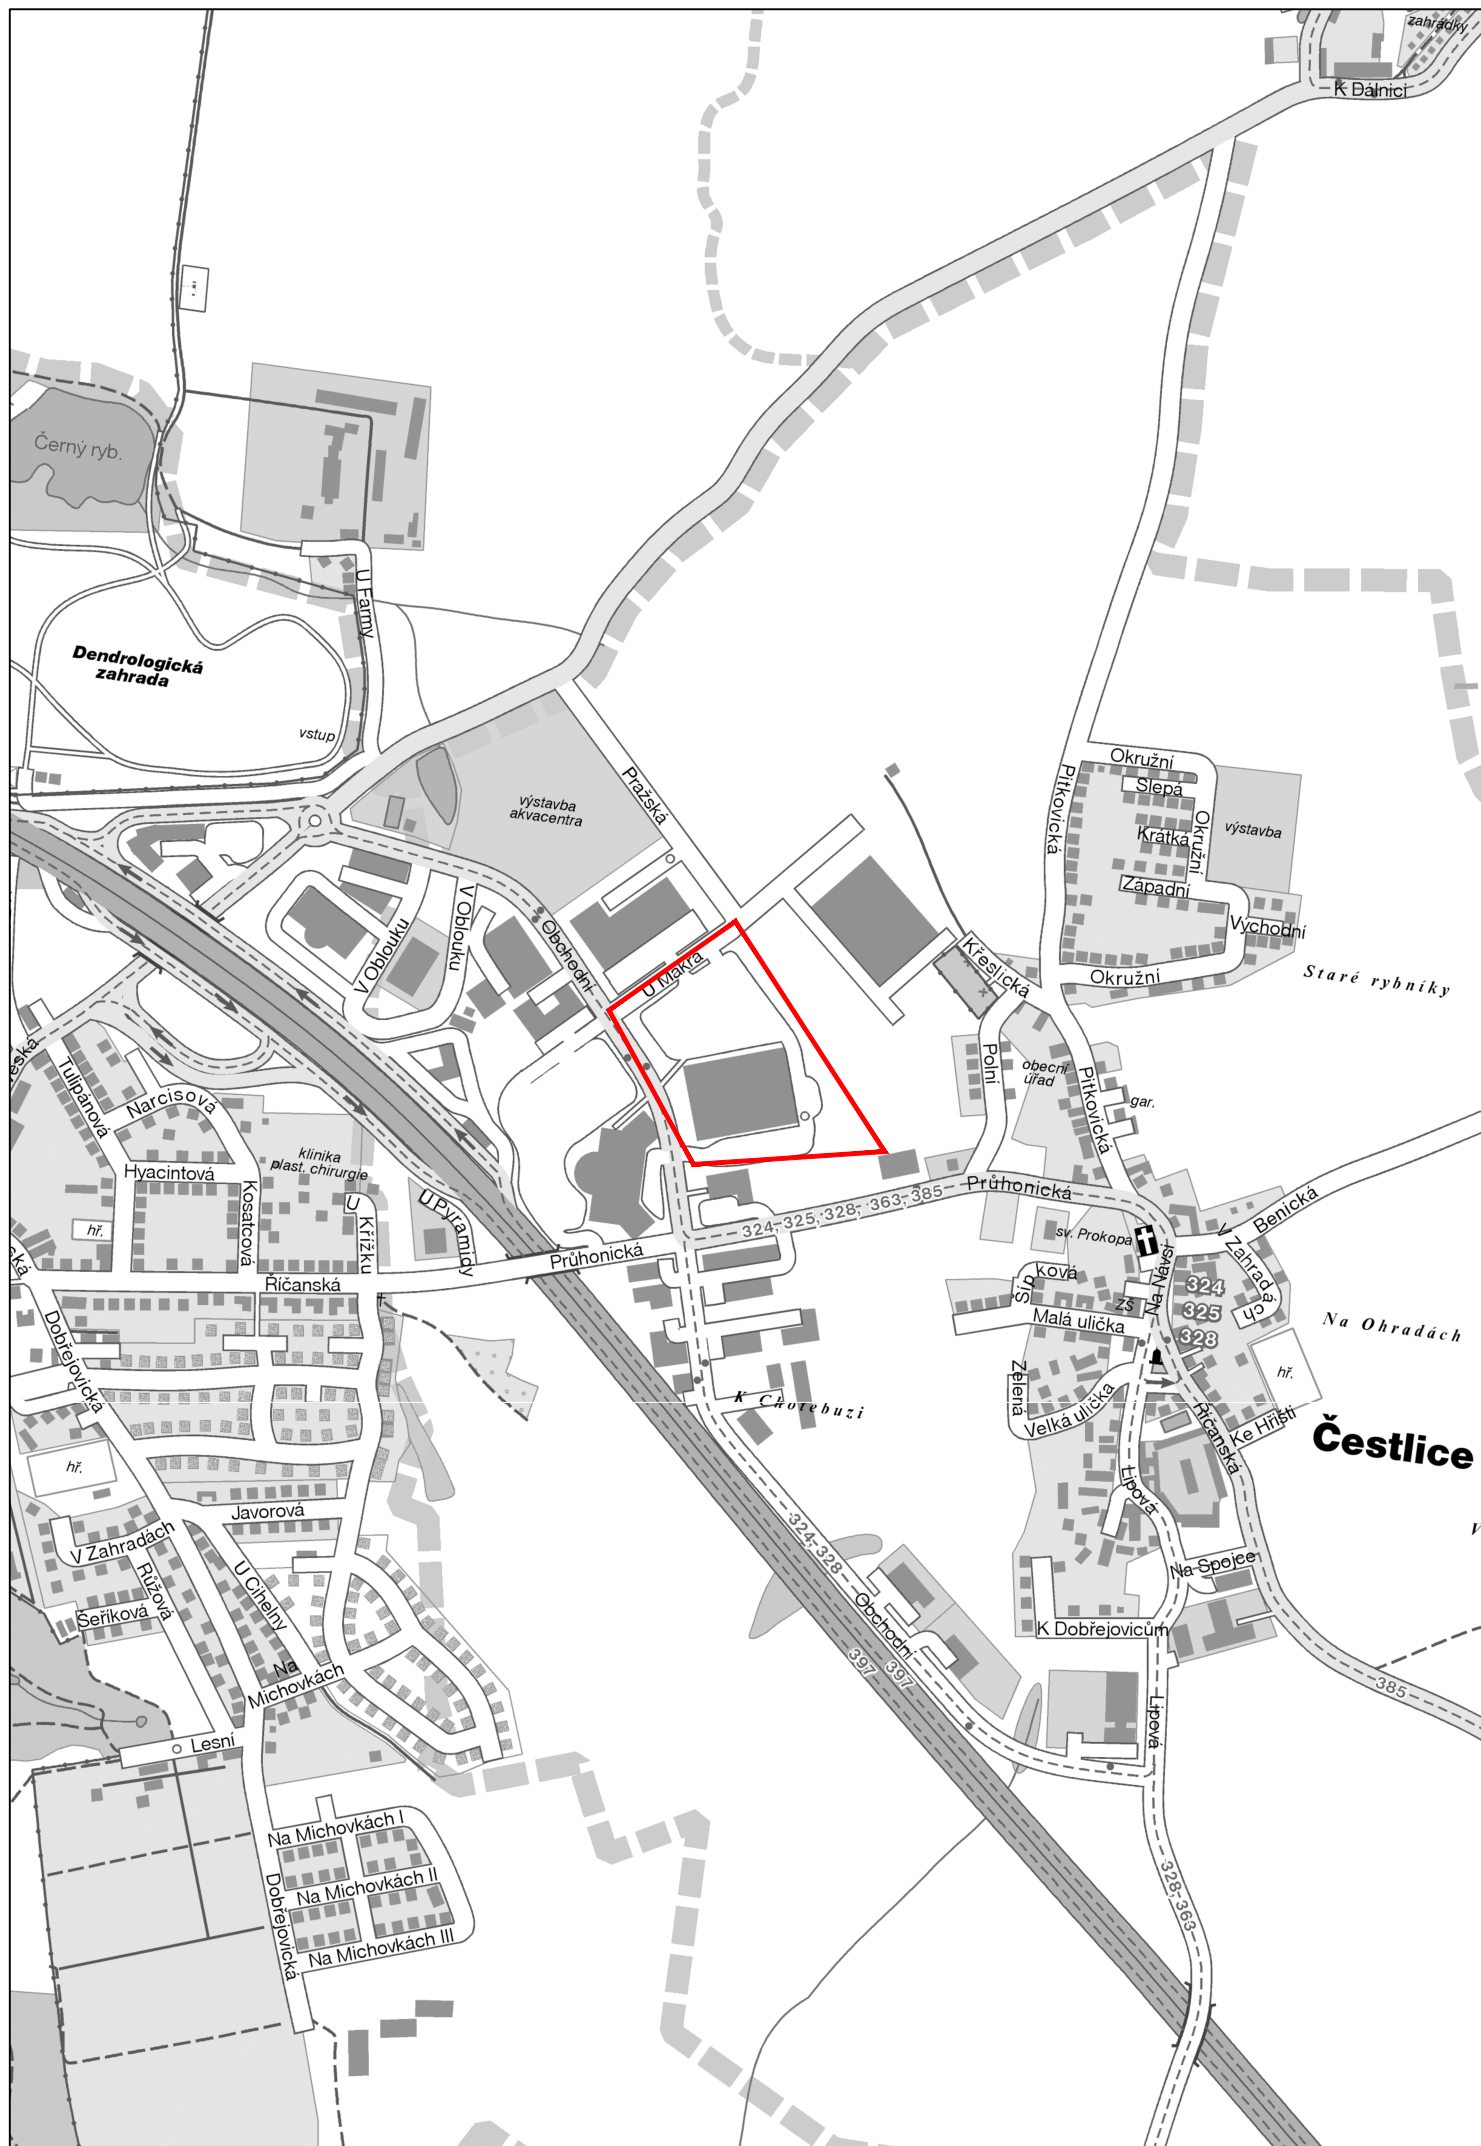 zahrádky
K Dálnici
Černý ryb.
U Farmy
Dendrologická
zahrada
vstup
Pražská
výstavba
akvacentra
Pitkovická
Okružní
Slepá
Krátká
Okružní
výstavba
Západní
Východní
Okružní
Staré rybníky
V Oblouku
V Oblouku
Obchodní
U Makra
Křeslická
Polní
obecní
úřad
Pitkovická
gar.
Tulipánová
Narcisová
Hyacintová
Kosatcová
klinika
plast. chirurgie
U Křížku
U Pyramidy
hř.
Říčanská
Průhonická
324, 325, 328, 363, 385
Průhonická
sv. Prokopa
Na Návsi
V Zahradá
ch
Benická
Šíp
ková
ZŠ
324
325
328
Malá ulička
Na Ohradách
Zelená
Velká ulička
hř.
Ke Hřišti
Říčanská
Čestlice
Dobřejovická
K Chotebuzi
hř.
Javorová
V Zahradách
Růžová
Šeříková
U Cihelny
Na
Michovkách
Lesní
324, 328
Obchodní
397
397
Lipová
Na Spojce
K Dobřejovicům
Lipová
385
Na Michovkách I
Na Michovkách II
Na Michovkách III
Dobřejovická
328, 363